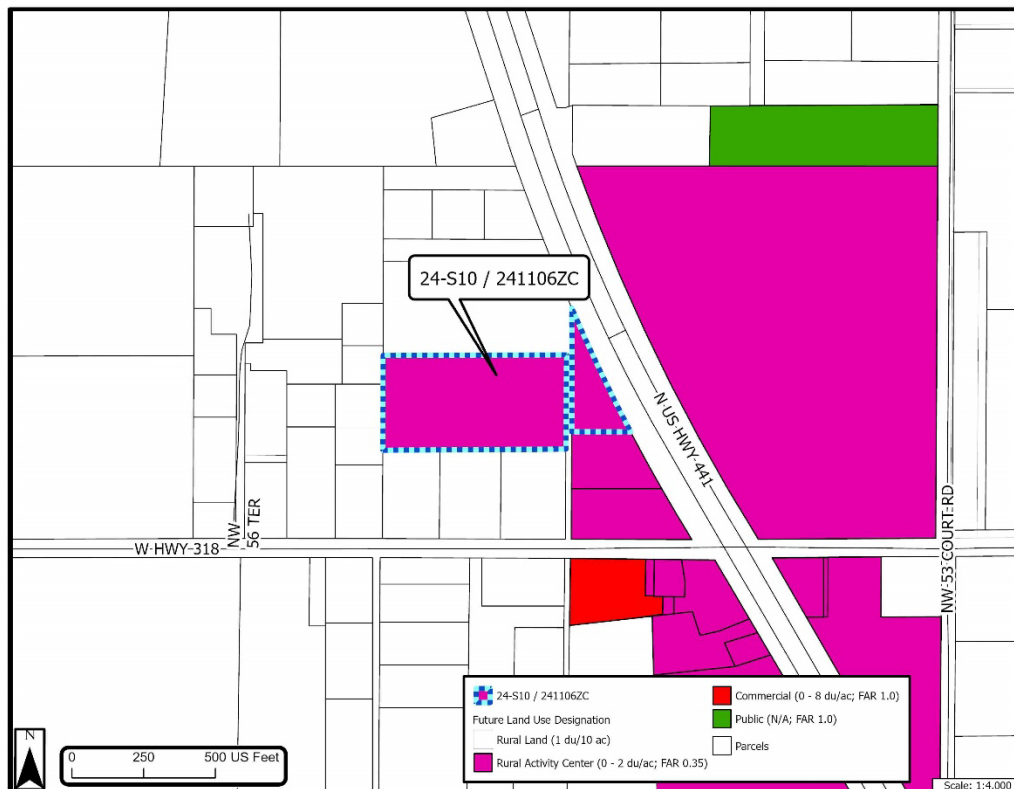 24-S10 / 241106ZC
N US HWY 441
NW 56 TER
W HWY 318
NW 53 COURT RD
24-S10 / 241106ZC
Future Land Use Designation
Rural Land (1 du/10 ac)
Rural Activity Center (0 - 2 du/ac; FAR 0.35)
Commercial (0 - 8 du/ac; FAR 1.0)
Public (N/A; FAR 1.0)
Parcels
N
0 250 500 US Feet
Scale: 1:4,000